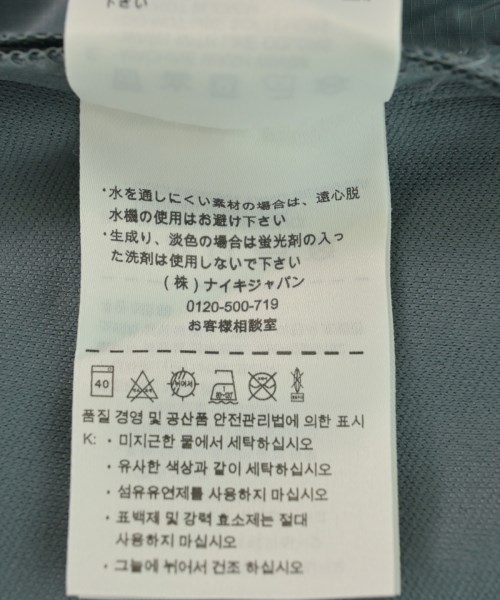 下さい
・水を通しにくい素材の場合は、遠心脱
水機の使用はお避け下さい
・生成り、淡色の場合は蛍光剤の入っ
た洗剤は使用しないで下さい
(株)ナイキジャパン
0120-500-719
お客様相談室
40
품질 경영 및 공산품 안전관리법에 의한 표시
K: · 미지근한 물에서 세탁하십시오
· 유사한 색상과 같이 세탁하십시오
· 섬유유연제를 사용하지 마십시오
· 표백제 및 강력 효소제는 절대
사용하지 마십시오
· 그늘에 뉘어서 건조 하십시오